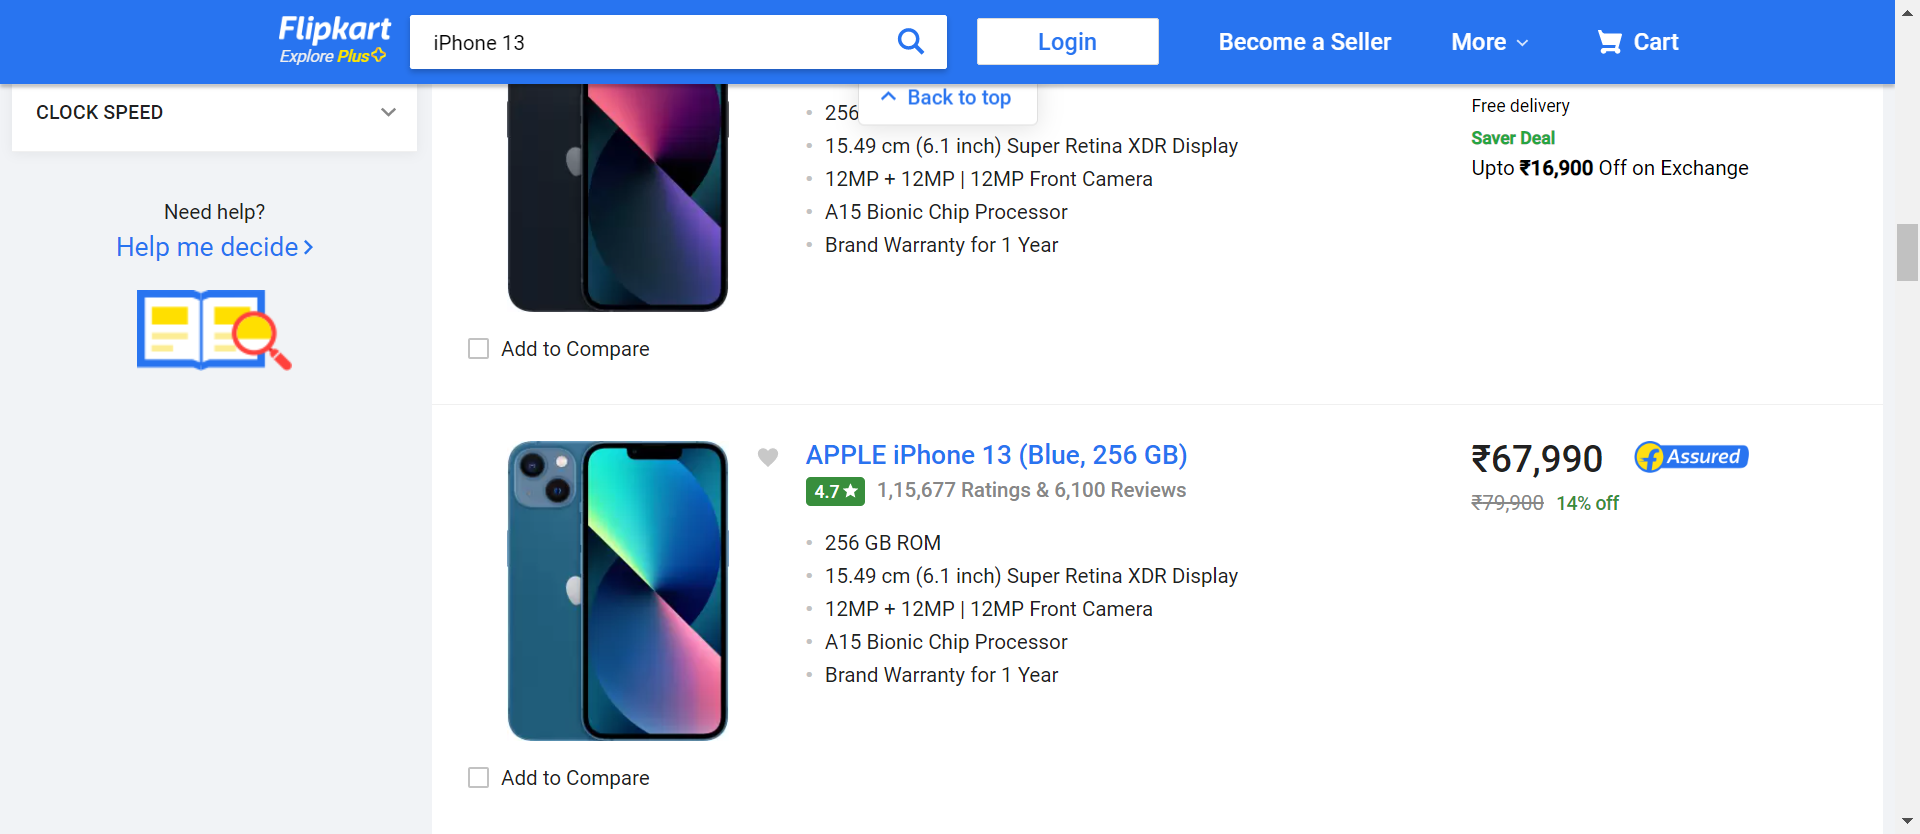 Flipkart
Explore Plus
iPhone 13
Login
Become a Seller
More
Cart
CLOCK SPEED
Need help?
Help me decide
Back to top
256
15.49 cm (6.1 inch) Super Retina XDR Display
12MP + 12MP | 12MP Front Camera
A15 Bionic Chip Processor
Brand Warranty for 1 Year
Free delivery
Saver Deal
Upto ₹16,900 Off on Exchange
Add to Compare
APPLE iPhone 13 (Blue, 256 GB)
4.7★ 1,15,677 Ratings & 6,100 Reviews
256 GB ROM
15.49 cm (6.1 inch) Super Retina XDR Display
12MP + 12MP | 12MP Front Camera
A15 Bionic Chip Processor
Brand Warranty for 1 Year
₹67,990
Assured
₹79,900 14% off
Add to Compare